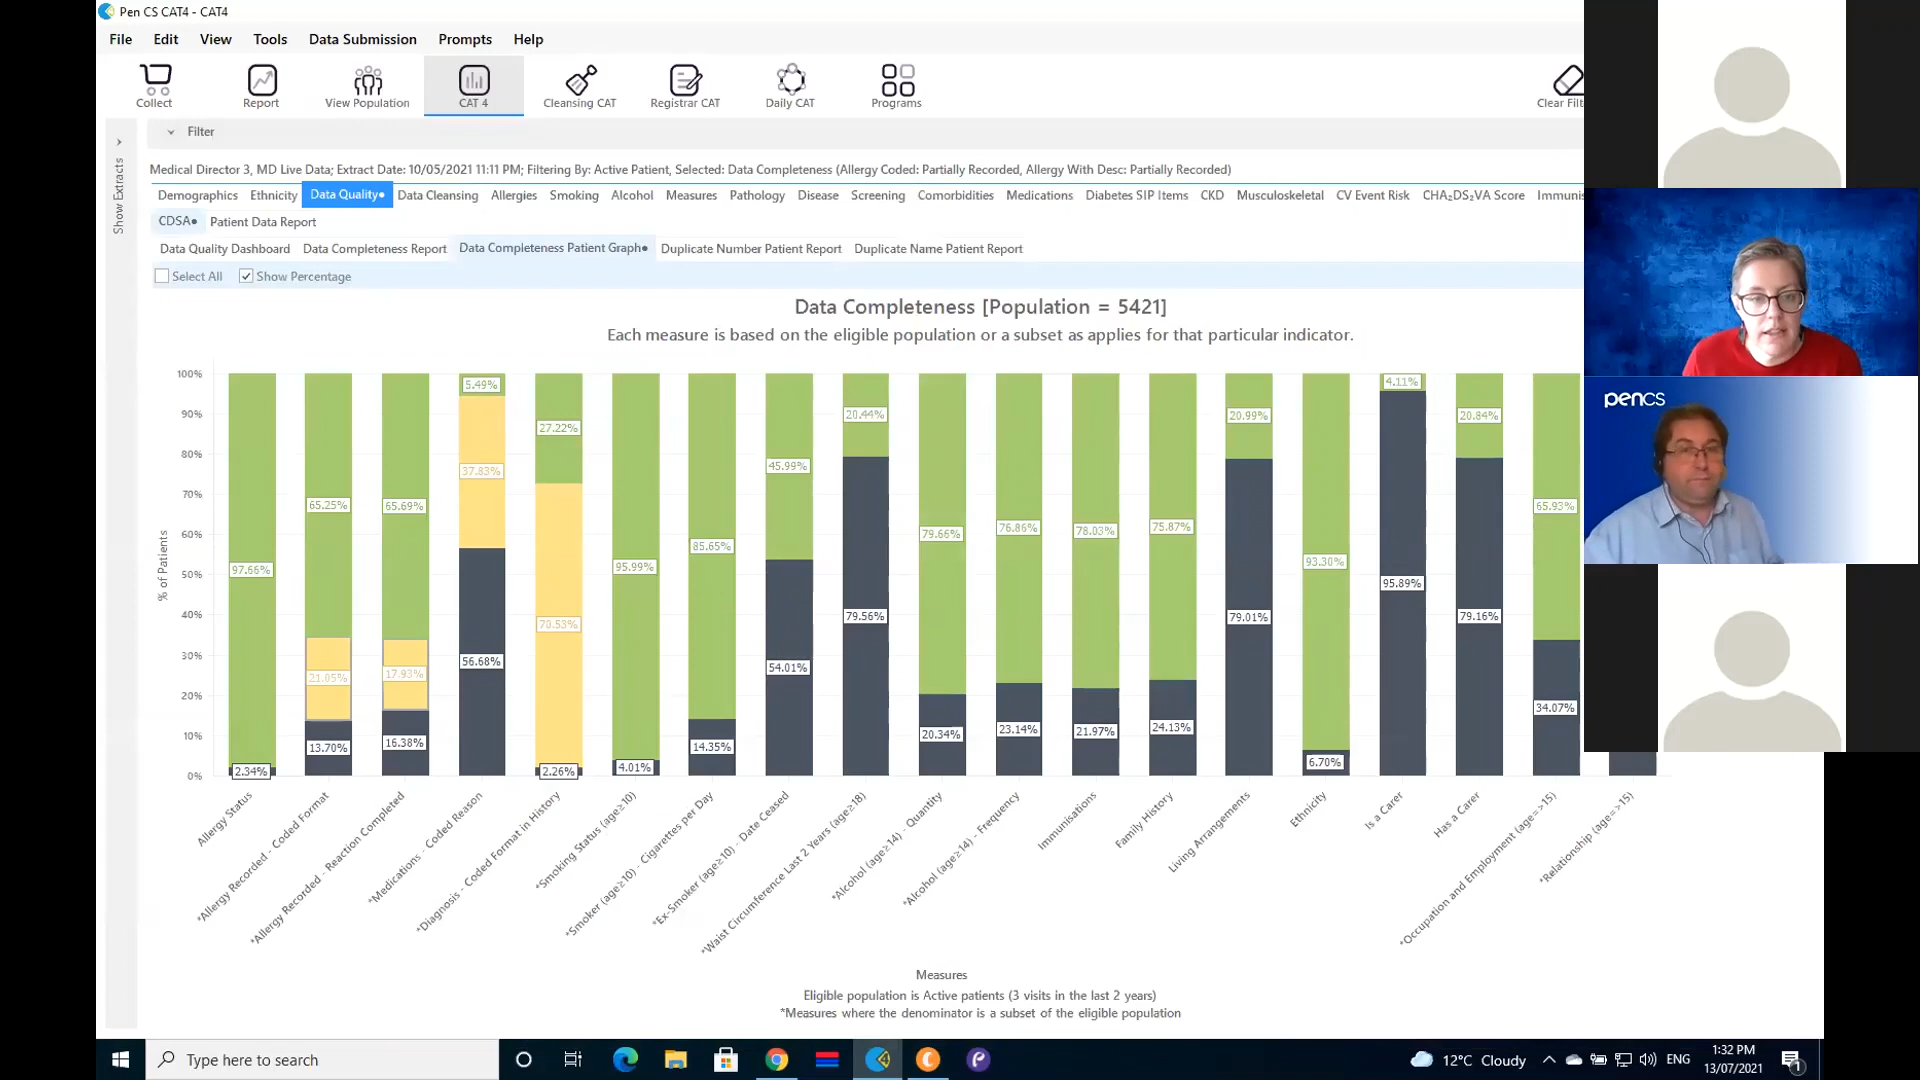 Pen CS CAT4 - CAT4
File Edit View Tools Data Submission Prompts Help
Collect Report View Population CAT 4 Cleansing CAT Registrar CAT Daily CAT Programs Clear Filt
Filter
Show Extracts
Medical Director 3, MD Live Data; Extract Date: 10/05/2021 11:11 PM; Filtering By: Active Patient, Selected: Data Completeness (Allergy Coded: Partially Recorded, Allergy With Desc: Partially Recorded)
Demographics Ethnicity Data Quality• Data Cleansing Allergies Smoking Alcohol Measures Pathology Disease Screening Comorbidities Medications Diabetes SIP Items CKD Musculoskeletal CV Event Risk CHA₂DS₂VA Score Immunis
CDSA• Patient Data Report
Data Quality Dashboard Data Completeness Report Data Completeness Patient Graph• Duplicate Number Patient Report Duplicate Name Patient Report
Select All Show Percentage
Data Completeness [Population = 5421]
Each measure is based on the eligible population or a subset as applies for that particular indicator.
% of Patients
100%
90%
80%
70%
60%
50%
40%
30%
20%
10%
0%
97.66% 2.34%
65.25% 21.05% 13.70%
65.69% 17.93% 16.38%
5.49% 37.83% 56.68%
27.22% 70.53% 2.26%
95.99% 4.01%
85.65% 14.35%
45.99% 54.01%
20.44% 79.56%
79.66% 20.34%
76.86% 23.14%
78.03% 21.97%
75.87% 24.13%
20.99% 79.01%
93.30% 6.70%
4.11% 95.89%
20.84% 79.16%
65.93% 34.07%
Allergy Status
*Allergy Recorded - Coded Format
*Allergy Recorded - Reaction Completed
*Medications - Coded Reason
*Diagnosis - Coded Format in History
*Smoking Status (age≥10)
*Smoker (age≥10) - Cigarettes per Day
*Ex-Smoker (age≥10) - Date Ceased
*Waist Circumference Last 2 Years (age≥18)
*Alcohol (age≥14) - Quantity
*Alcohol (age≥14) - Frequency
Immunisations
Family History
Living Arrangements
Ethnicity
Is a Carer
Has a Carer
*Occupation and Employment (age=>15)
*Relationship (age=>15)
Measures
Eligible population is Active patients (3 visits in the last 2 years)
*Measures where the denominator is a subset of the eligible population
pencs
Type here to search
12°C Cloudy
ENG
1:32 PM
13/07/2021
1